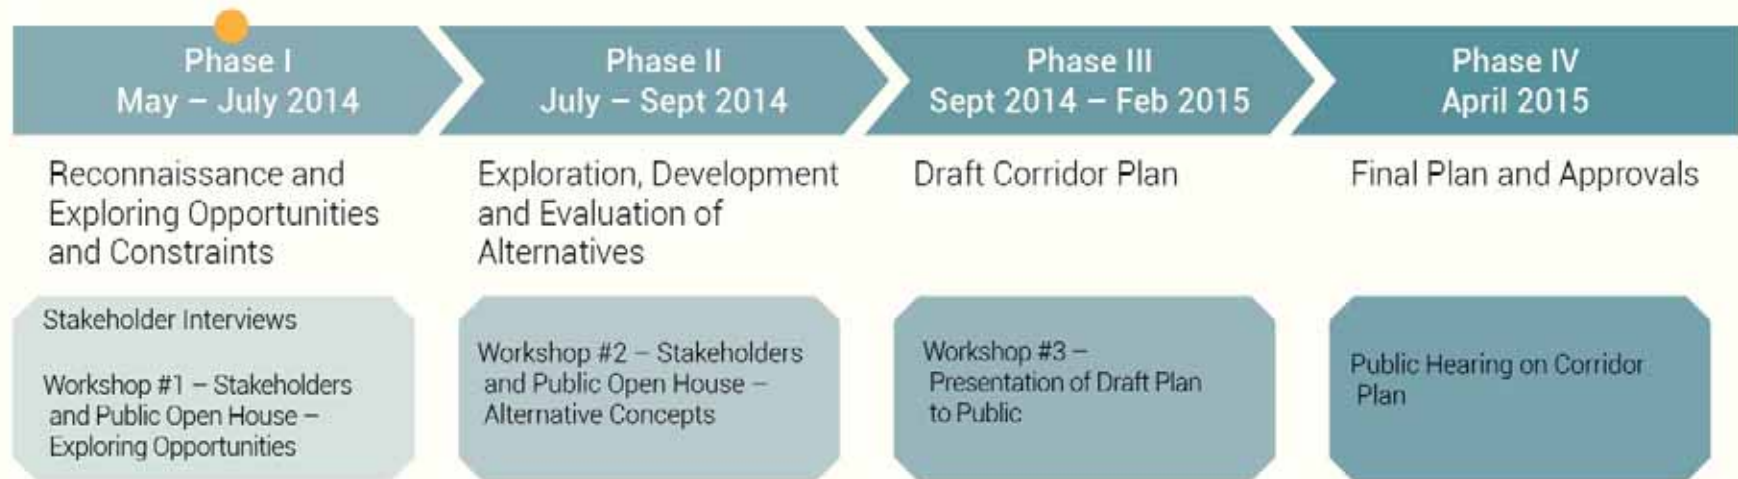 Phase I
May – July 2014
Phase II
July – Sept 2014
Phase III
Sept 2014 – Feb 2015
Phase IV
April 2015
Reconnaissance and
Exploring Opportunities
and Constraints
Exploration, Development
and Evaluation of
Alternatives
Draft Corridor Plan
Final Plan and Approvals
Stakeholder Interviews
Workshop #1 – Stakeholders
and Public Open House –
Exploring Opportunities
Workshop #2 – Stakeholders
and Public Open House –
Alternative Concepts
Workshop #3 –
Presentation of Draft Plan
to Public
Public Hearing on Corridor
Plan